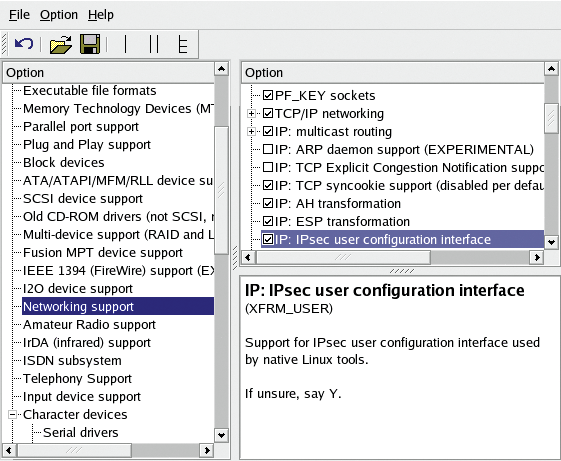 File Option Help
Option
Executable file formats
Memory Technology Devices (MT
Parallel port support
Plug and Play support
Block devices
ATA/ATAPI/MFM/RLL device su
SCSI device support
Old CD-ROM drivers (not SCSI, r
Multi-device support (RAID and L
Fusion MPT device support
IEEE 1394 (FireWire) support (EX
I2O device support
Networking support
Amateur Radio support
IrDA (infrared) support
ISDN subsystem
Telephony Support
Input device support
Character devices
Serial drivers
Option
PF_KEY sockets
TCP/IP networking
IP: multicast routing
IP: ARP daemon support (EXPERIMENTAL)
IP: TCP Explicit Congestion Notification suppo
IP: TCP syncookie support (disabled per defau
IP: AH transformation
IP: ESP transformation
IP: IPsec user configuration interface
IP: IPsec user configuration interface
(XFRM_USER)
Support for IPsec user configuration interface used
by native Linux tools.
If unsure, say Y.